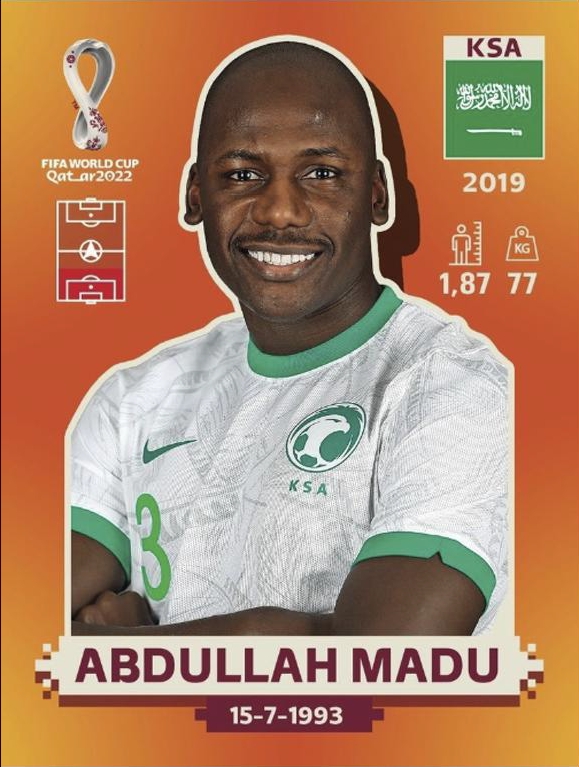 KSA
لا إله إلا الله محمد رسول الله
FIFA WORLD CUP
Qatar2022
2019
KG
1,87 77
KSA
3
ABDULLAH MADU
15-7-1993